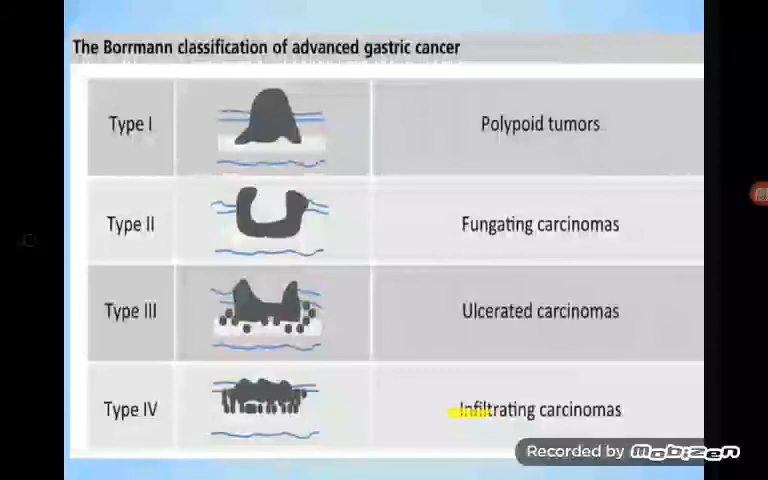 The Borrmann classification of advanced gastric cancer
Type I
Polypoid tumors
Type II
Fungating carcinomas
Type III
Ulcerated carcinomas
Type IV
Infiltrating carcinomas
Recorded by mobizen